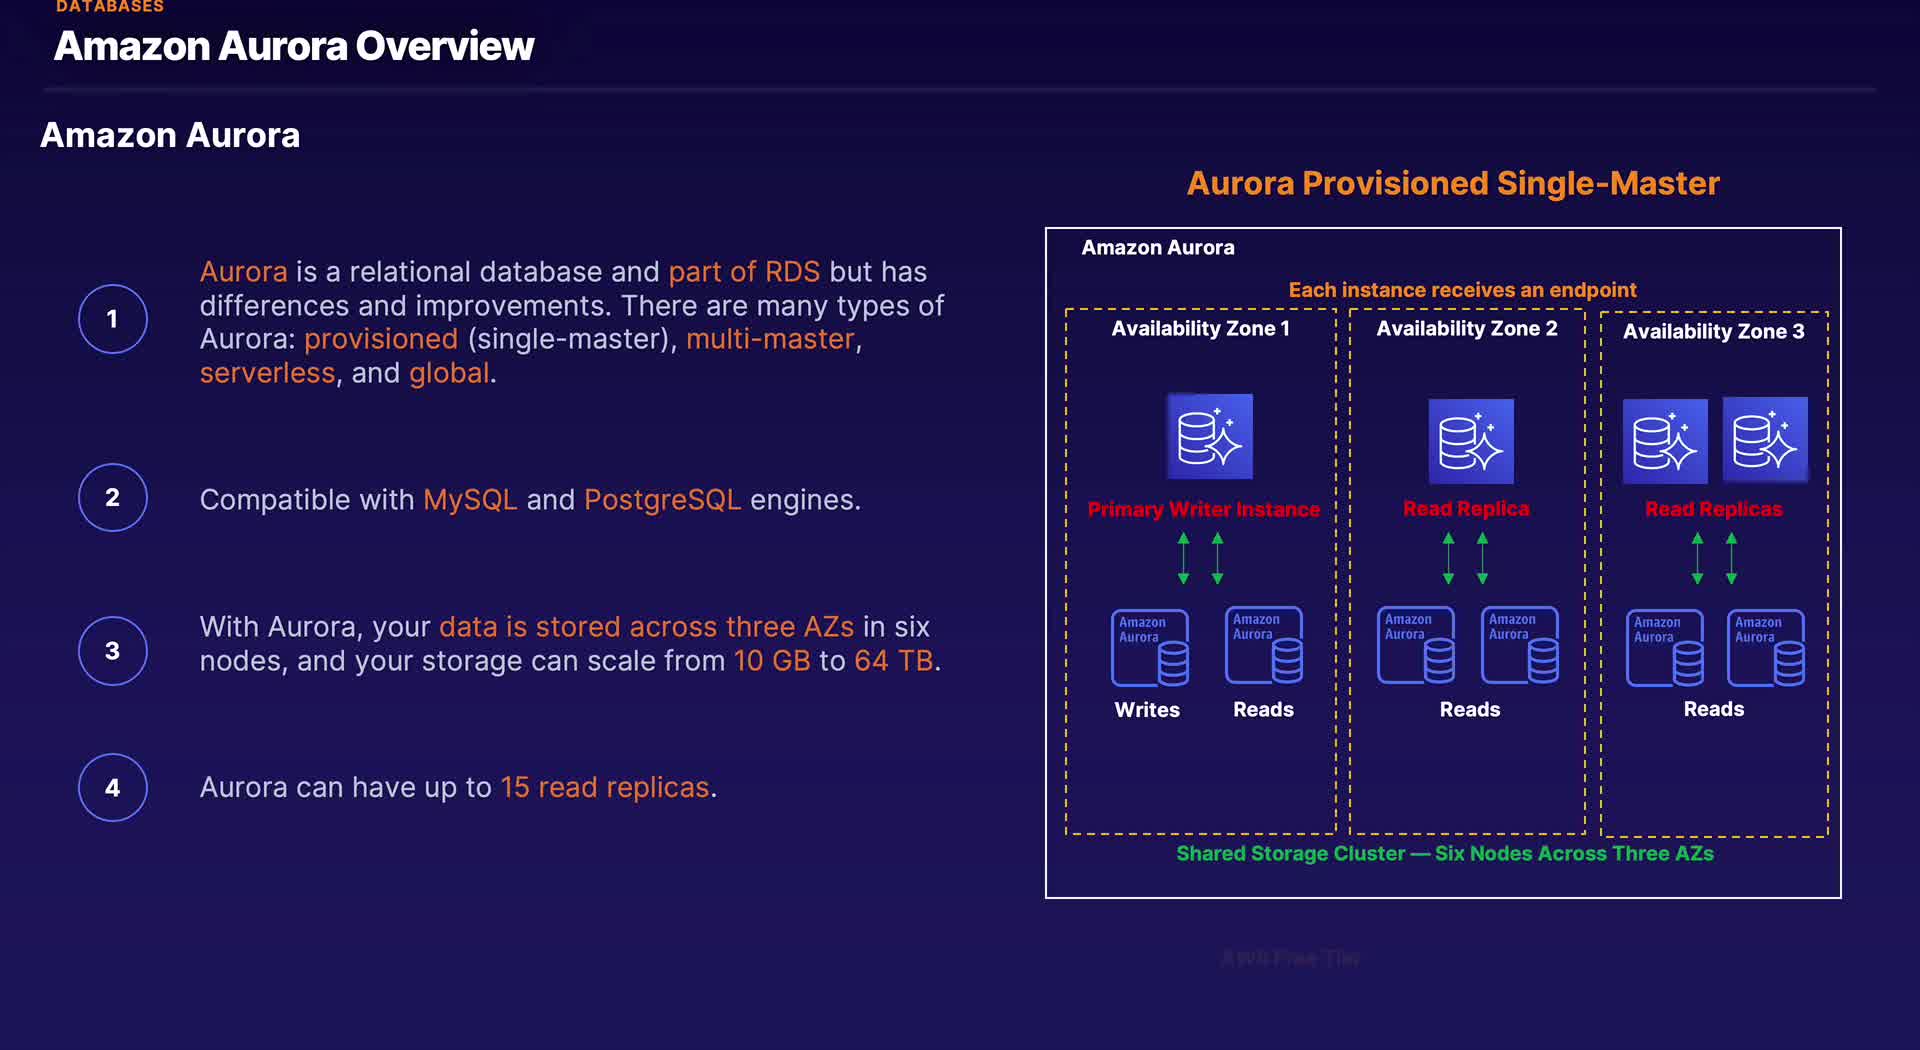 DATABASES
Amazon Aurora Overview
Amazon Aurora
Aurora is a relational database and part of RDS but has
differences and improvements. There are many types of
Aurora: provisioned (single-master), multi-master,
serverless, and global.
1
2
Compatible with MySQL and PostgreSQL engines.
With Aurora, your data is stored across three AZs in six
nodes, and your storage can scale from 10 GB to 64 TB.
3
4
Aurora can have up to 15 read replicas.
Aurora Provisioned Single-Master
Amazon Aurora
Each instance receives an endpoint
Availability Zone 1
Availability Zone 2
Availability Zone 3
Primary Writer Instance
Read Replica
Read Replicas
Amazon
Aurora
Amazon
Aurora
Amazon
Aurora
Amazon
Aurora
Amazon
Aurora
Amazon
Aurora
Writes
Reads
Reads
Reads
Shared Storage Cluster — Six Nodes Across Three AZs
AWS Free Tier